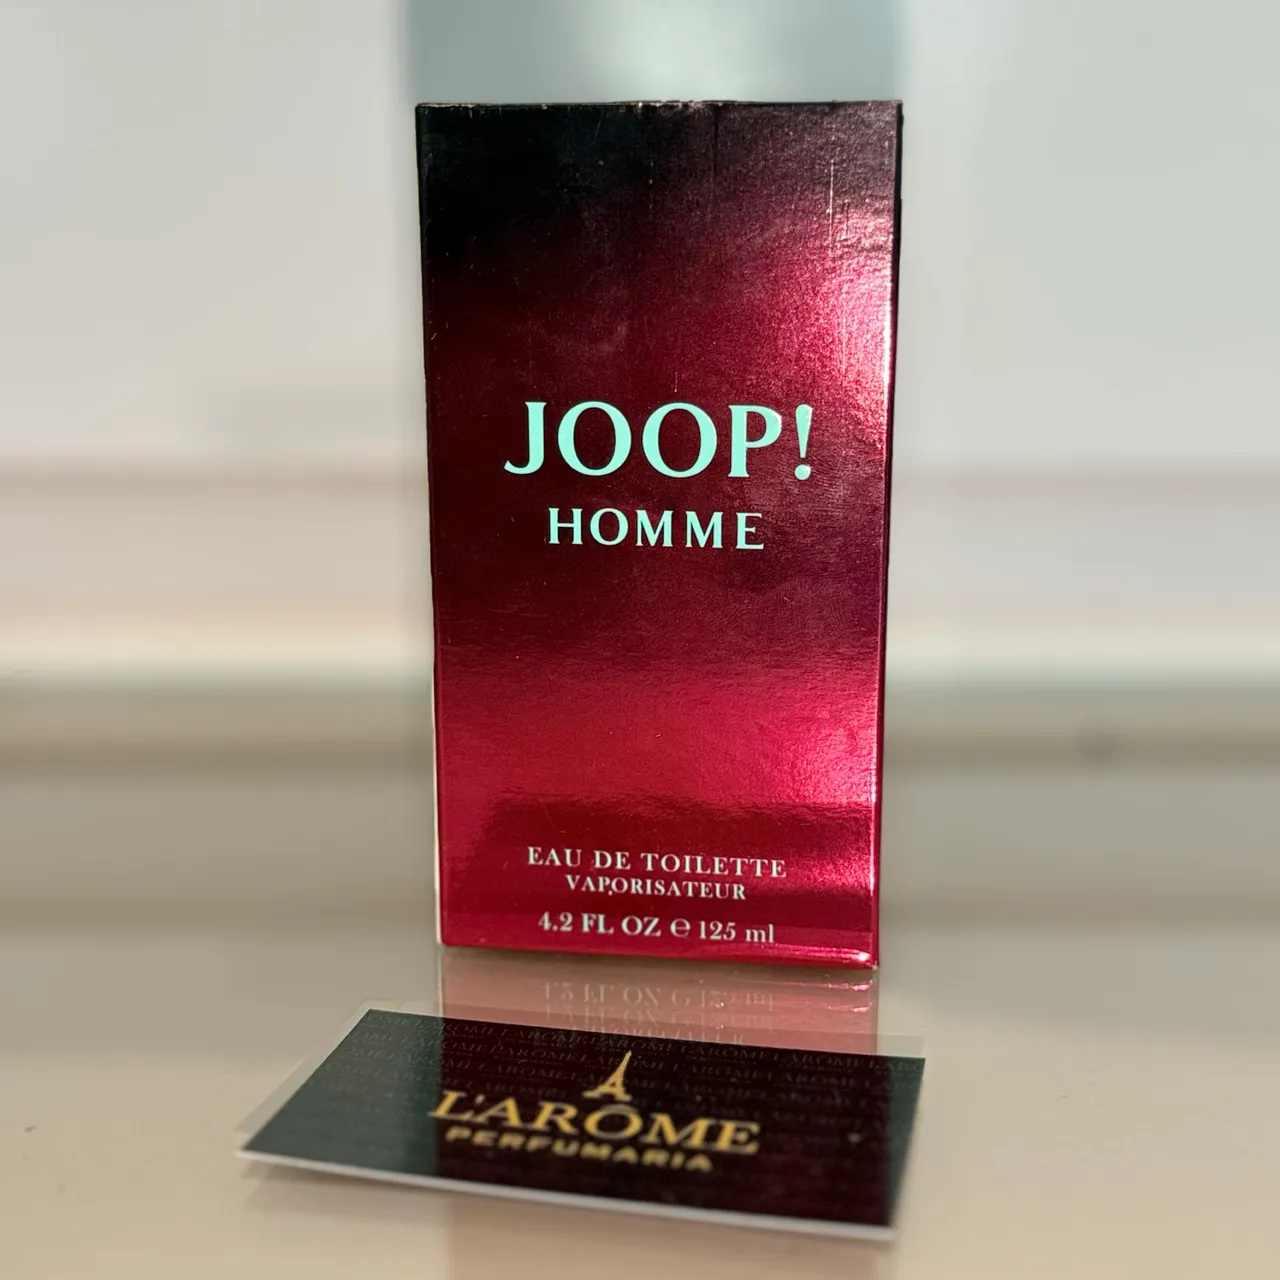 JOOP!
HOMME
EAU DE TOILETTE
VAPORISATEUR
4.2 FL OZ ℮ 125 ml
L'ARÔME
PERFUMARIA